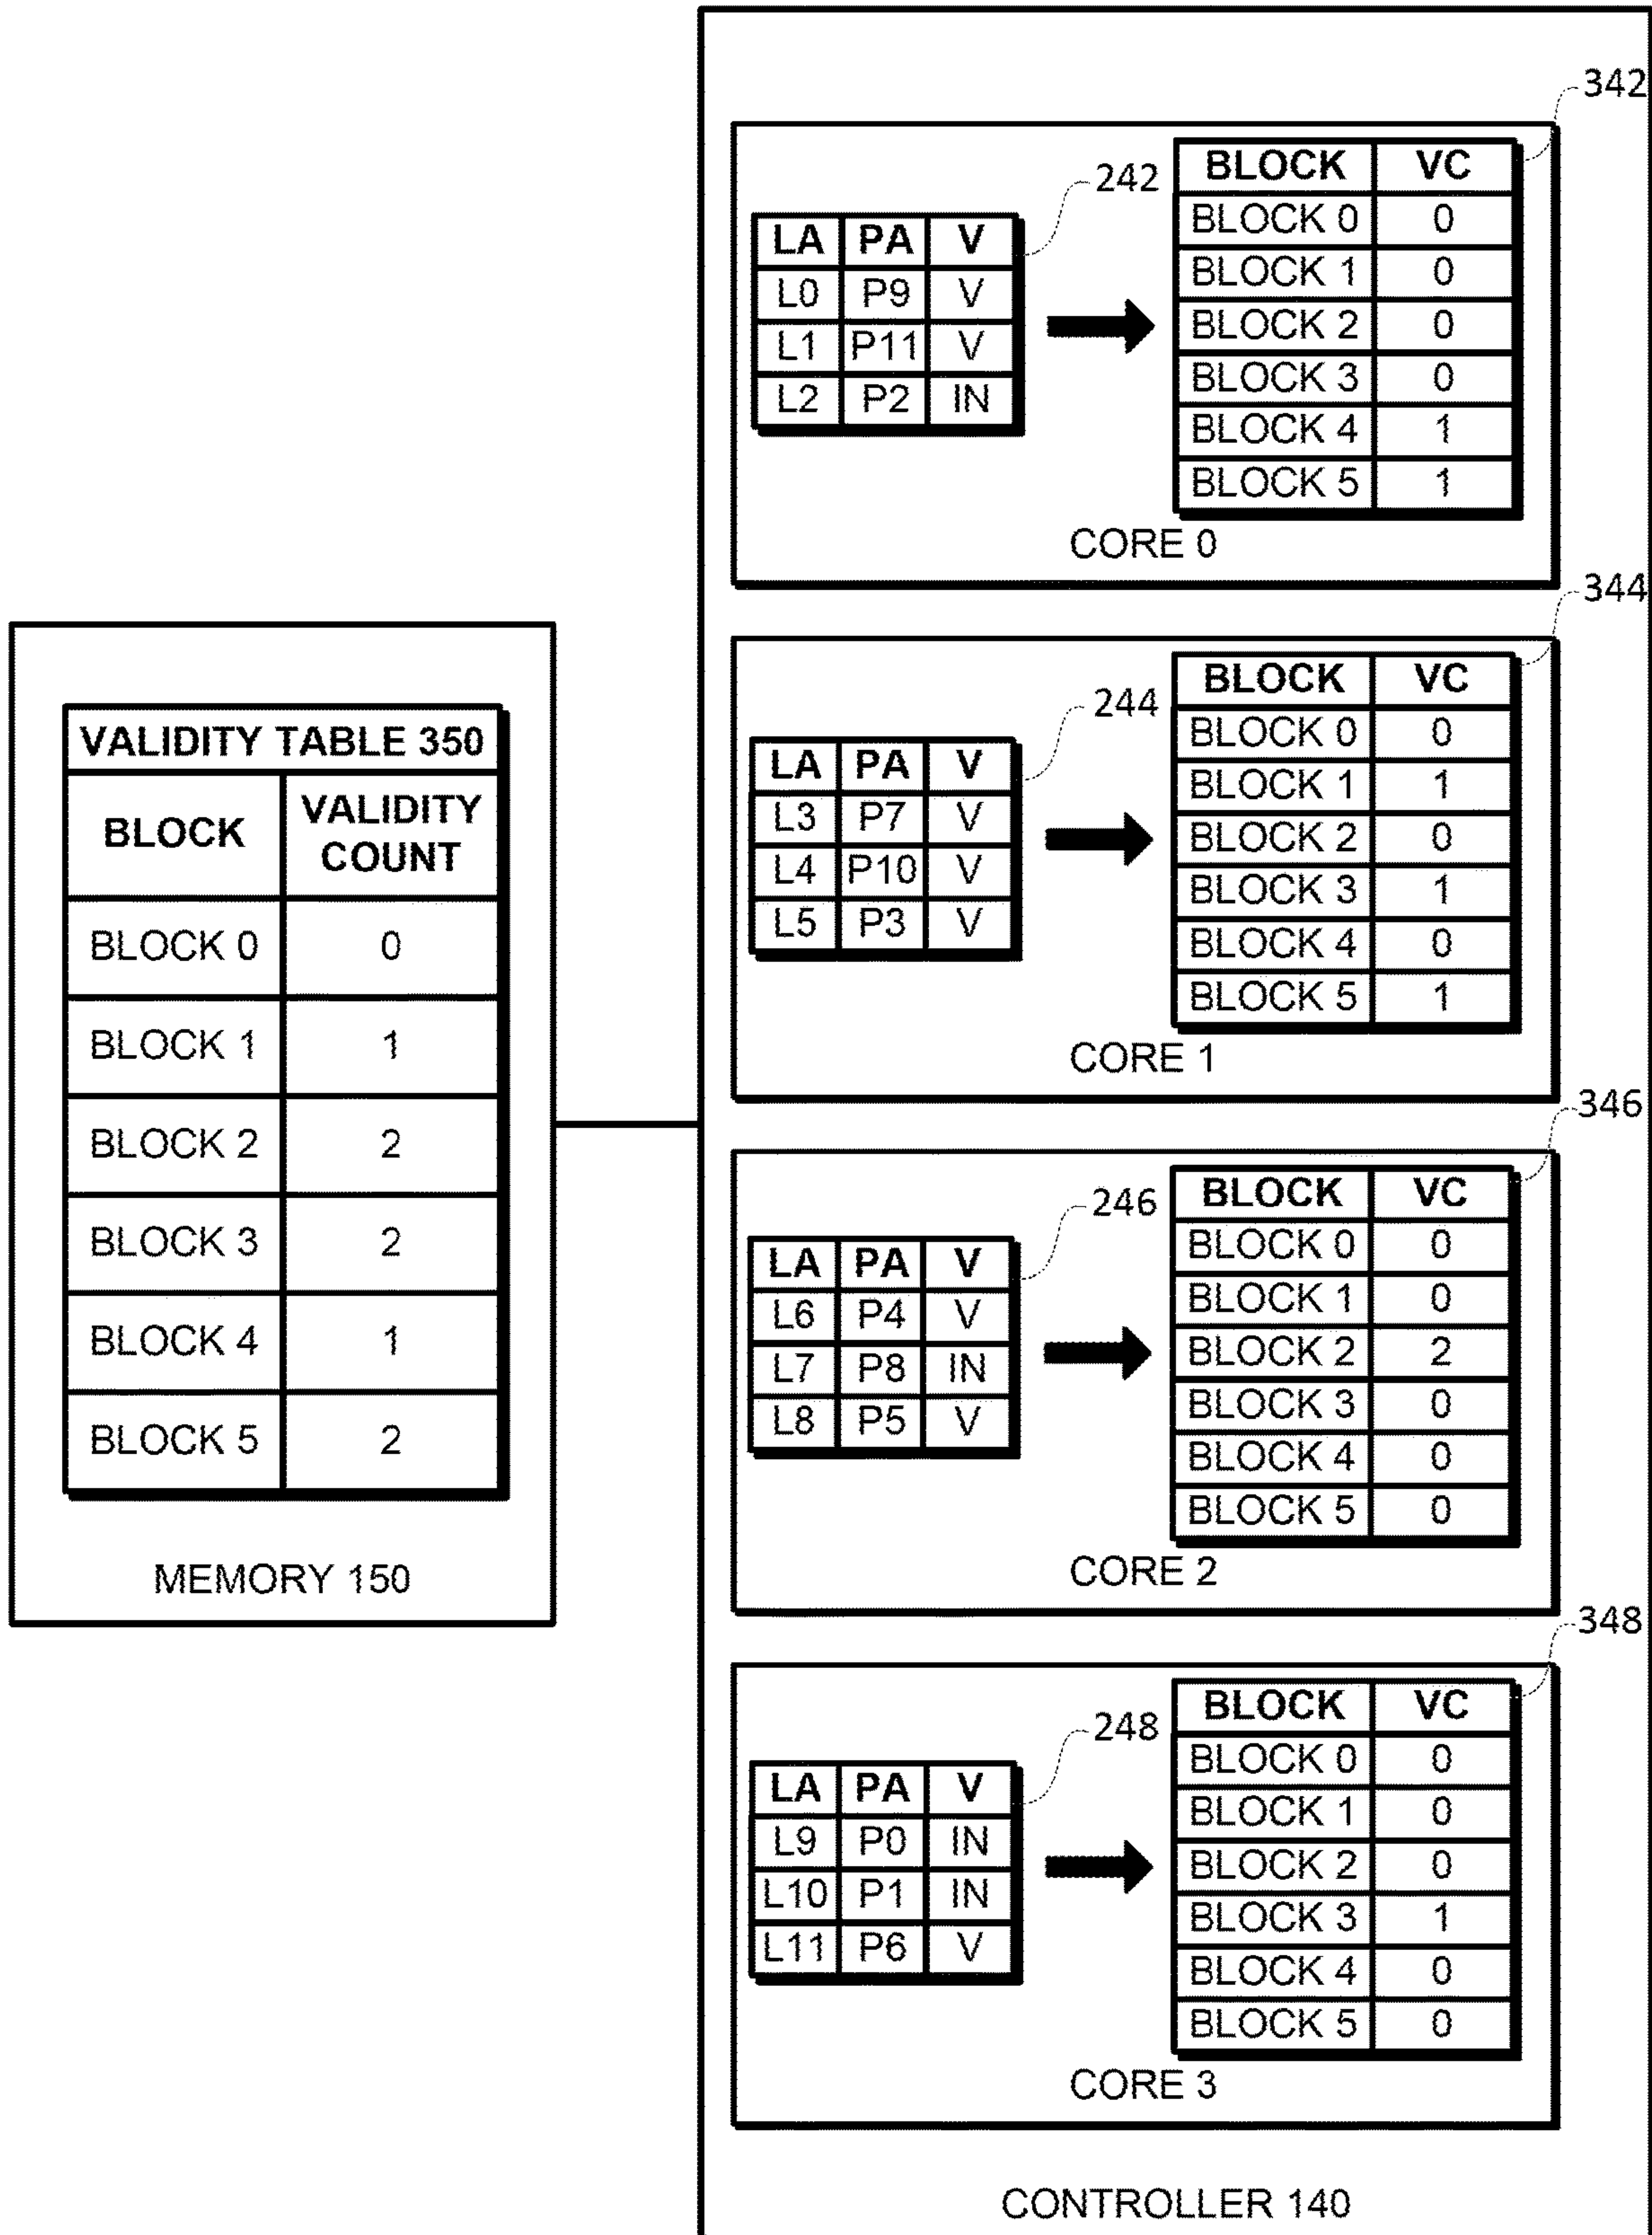 VALIDITY TABLE 350
BLOCK VALIDITY COUNT
BLOCK 0 0
BLOCK 1 1
BLOCK 2 2
BLOCK 3 2
BLOCK 4 1
BLOCK 5 2
MEMORY 150
342
242
LA PA V
L0 P9 V
L1 P11 V
L2 P2 IN
BLOCK VC
BLOCK 0 0
BLOCK 1 0
BLOCK 2 0
BLOCK 3 0
BLOCK 4 1
BLOCK 5 1
CORE 0
344
244
LA PA V
L3 P7 V
L4 P10 V
L5 P3 V
BLOCK VC
BLOCK 0 0
BLOCK 1 1
BLOCK 2 0
BLOCK 3 1
BLOCK 4 0
BLOCK 5 1
CORE 1
346
246
LA PA V
L6 P4 V
L7 P8 IN
L8 P5 V
BLOCK VC
BLOCK 0 0
BLOCK 1 0
BLOCK 2 2
BLOCK 3 0
BLOCK 4 0
BLOCK 5 0
CORE 2
348
248
LA PA V
L9 P0 IN
L10 P1 IN
L11 P6 V
BLOCK VC
BLOCK 0 0
BLOCK 1 0
BLOCK 2 0
BLOCK 3 1
BLOCK 4 0
BLOCK 5 0
CORE 3
CONTROLLER 140